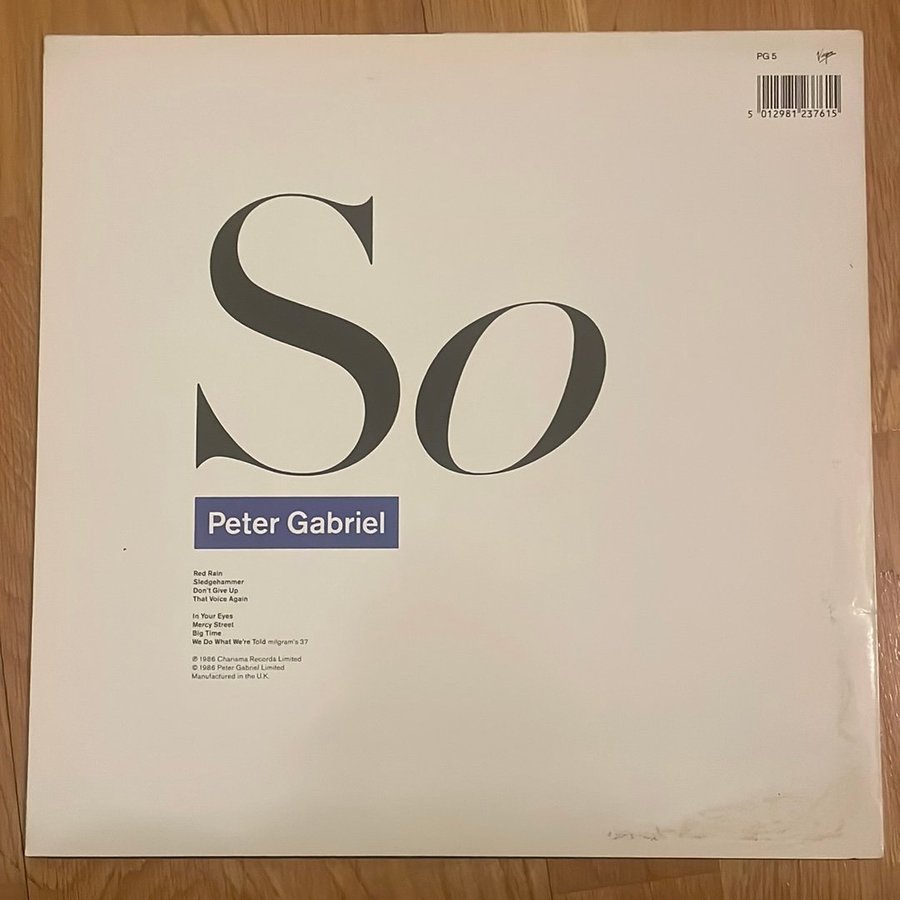 PG 5 Virgin
5 012981 237615
So
Peter Gabriel
Red Rain
Sledgehammer
Don't Give Up
That Voice Again
In Your Eyes
Mercy Street
Big Time
We Do What We're Told milgram's 37
℗ 1986 Charisma Records Limited
© 1986 Peter Gabriel Limited
Manufactured in the U.K.